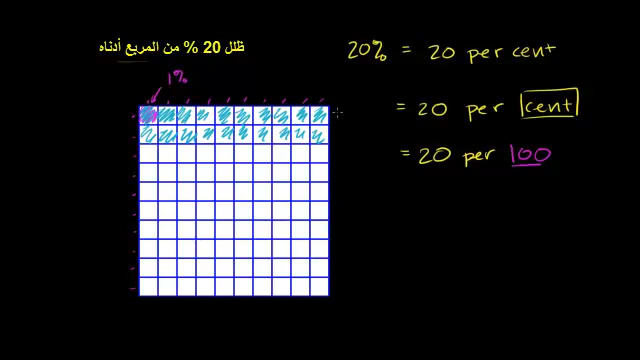 ظلل 20 % من المربع أدناه
1%
20% = 20 per cent
= 20 per cent
= 20 per 100